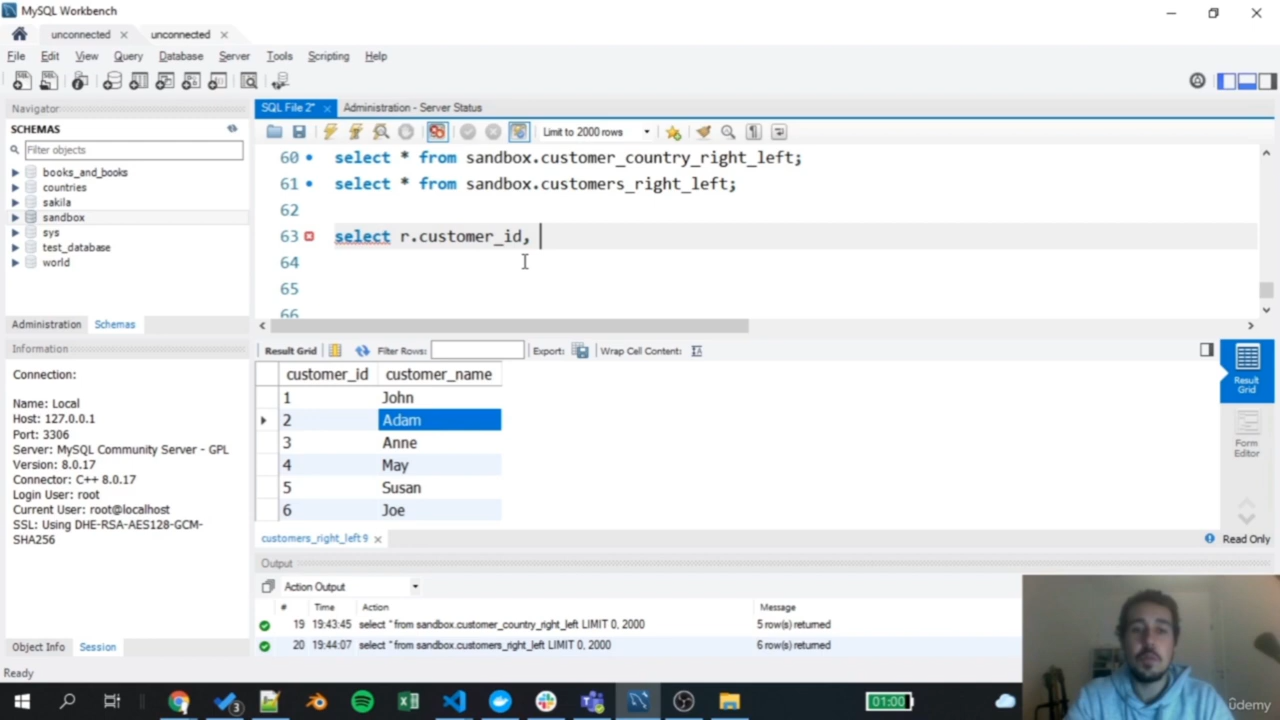 MySQL Workbench
unconnected × unconnected ×
File Edit View Query Database Server Tools Scripting Help
Navigator
SCHEMAS
Filter objects
books_and_books
countries
sakila
sandbox
sys
test_database
world
Administration Schemas
Information
Connection:
Name: Local
Host: 127.0.0.1
Port: 3306
Server: MySQL Community Server - GPL
Version: 8.0.17
Connector: C++ 8.0.17
Login User: root
Current User: root@localhost
SSL: Using DHE-RSA-AES128-GCM-
SHA256
Object Info Session
SQL File 2* × Administration - Server Status
Limit to 2000 rows
60 select * from sandbox.customer_country_right_left;
61 select * from sandbox.customers_right_left;
62
63 select r.customer_id,
64
65
66
Result Grid Filter Rows: Export: Wrap Cell Content:
customer_id customer_name
1 John
2 Adam
3 Anne
4 May
5 Susan
6 Joe
Result
Grid
Form
Editor
customers_right_left 9 × Read Only
Output
Action Output
# Time Action Message
19 19:43:45 select * from sandbox.customer_country_right_left LIMIT 0, 2000 5 row(s) returned
20 19:44:07 select * from sandbox.customers_right_left LIMIT 0, 2000 6 row(s) returned
Ready
3
01:00
ûdemy